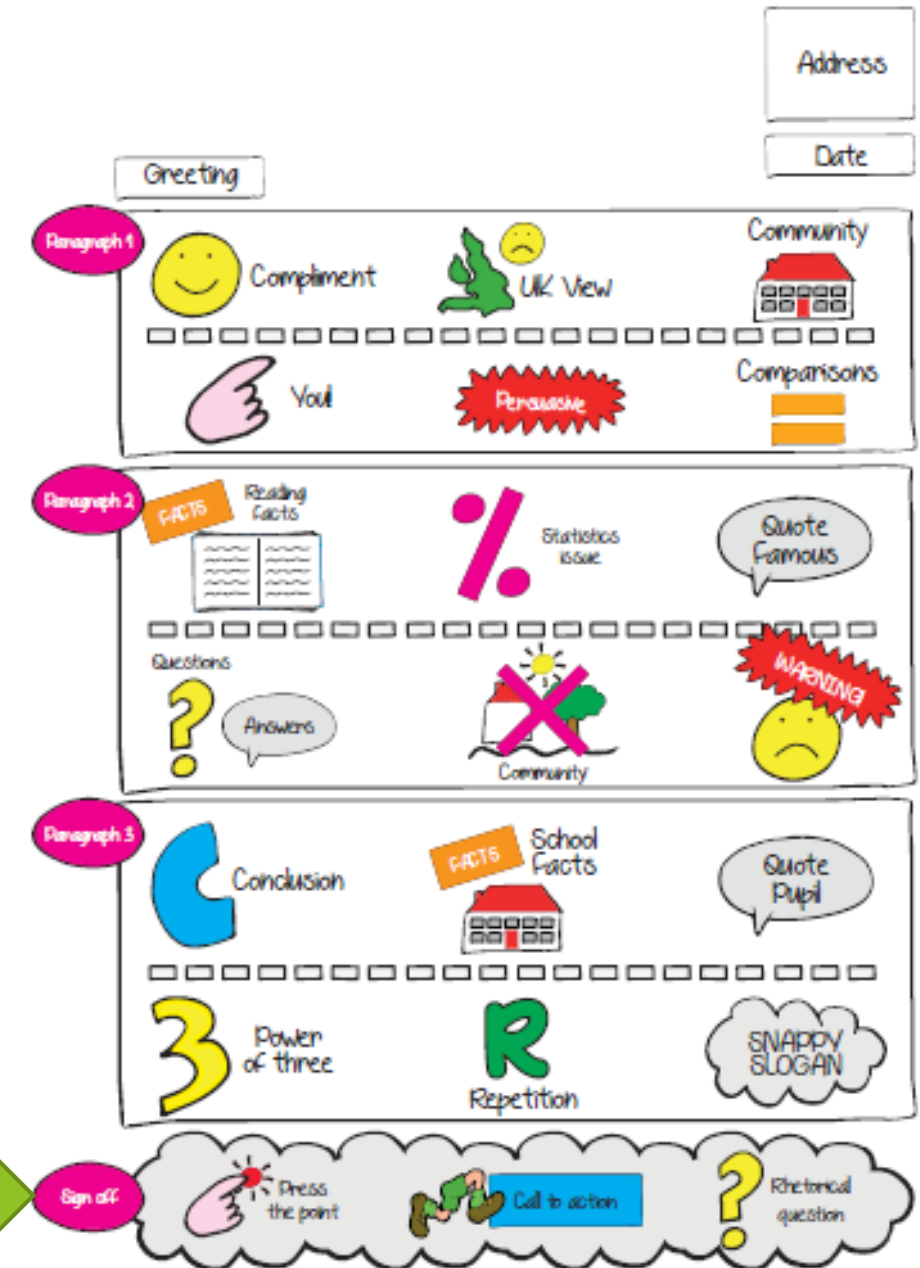 Address
Date
Greeting
Paragraph 1
Compliment
UK View
Community
You!
Persuasive
Comparisons
Paragraph 2
FACTS
Reading
facts
%
Statistics
issue
Quote
Famous
Questions
?
Answers
Community
WARNING!
Paragraph 3
C
Conclusion
FACTS
School
Facts
Quote
Pupil
3
Power
of three
R
Repetition
SNAPPY
SLOGAN
Sign off
Press
the point
Call to action
?
Rhetorical
question